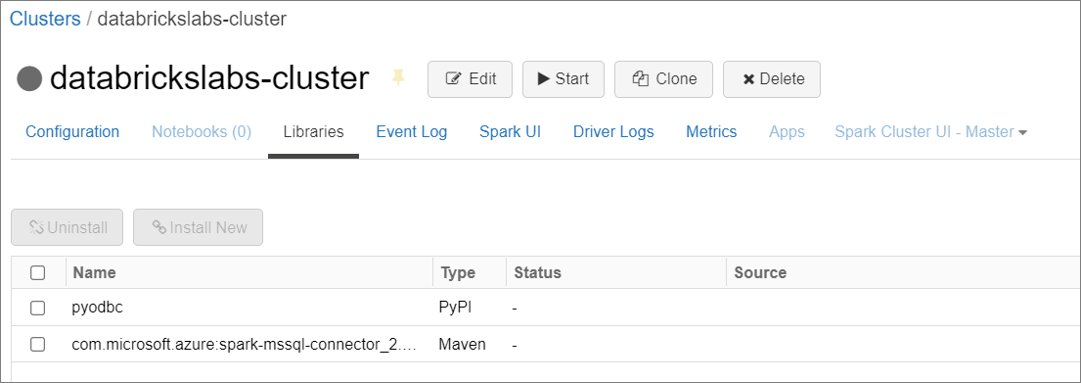 Clusters / databrickslabs-cluster
databrickslabs-cluster Edit Start Clone Delete
Configuration Notebooks (0) Libraries Event Log Spark UI Driver Logs Metrics Apps Spark Cluster UI - Master
Uninstall Install New
Name Type Status Source
pyodbc PyPI -
com.microsoft.azure:spark-mssql-connector_2.… Maven -